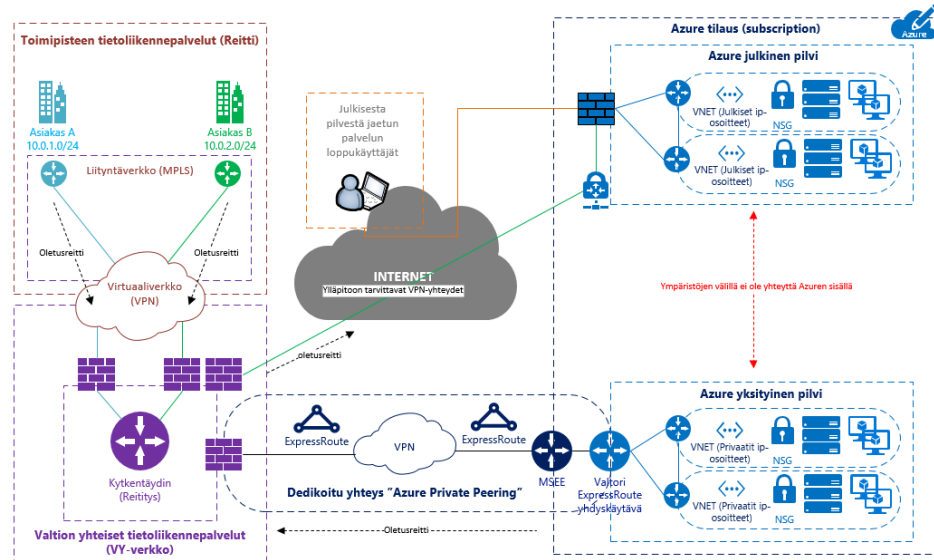 Toimipisteen tietoliikennepalvelut (Reitti)
Asiakas A
10.0.1.0/24
Asiakas B
10.0.2.0/24
Liityntäverkko (MPLS)
Oletusreitti
Oletusreitti
Virtuaaliverkko
(VPN)
Kytkentäydin
(Reititys)
Valtion yhteiset tietoliikennepalvelut
(VY-verkko)
Julkisesta
pilvestä jaetun
palvelun
loppukäyttäjät
INTERNET
Ylläpitoon tarvittavat VPN-yhteydet
oletusreitti
ExpressRoute
VPN
ExpressRoute
Dedikoitu yhteys "Azure Private Peering"
MSEE
Valtori
ExpressRoute
yhdyskäytävä
Oletusreitti
Azure tilaus (subscription)
Azure
Azure julkinen pilvi
VNET (Julkiset ip-
osoitteet)
NSG
VNET (Julkiset ip-
osoitteet)
NSG
Ympäristöjen välillä ei ole yhteyttä Azuren sisällä
Azure yksityinen pilvi
VNET (Privaatit ip-
osoitteet)
NSG
VNET (Privaatit ip-
osoitteet)
NSG